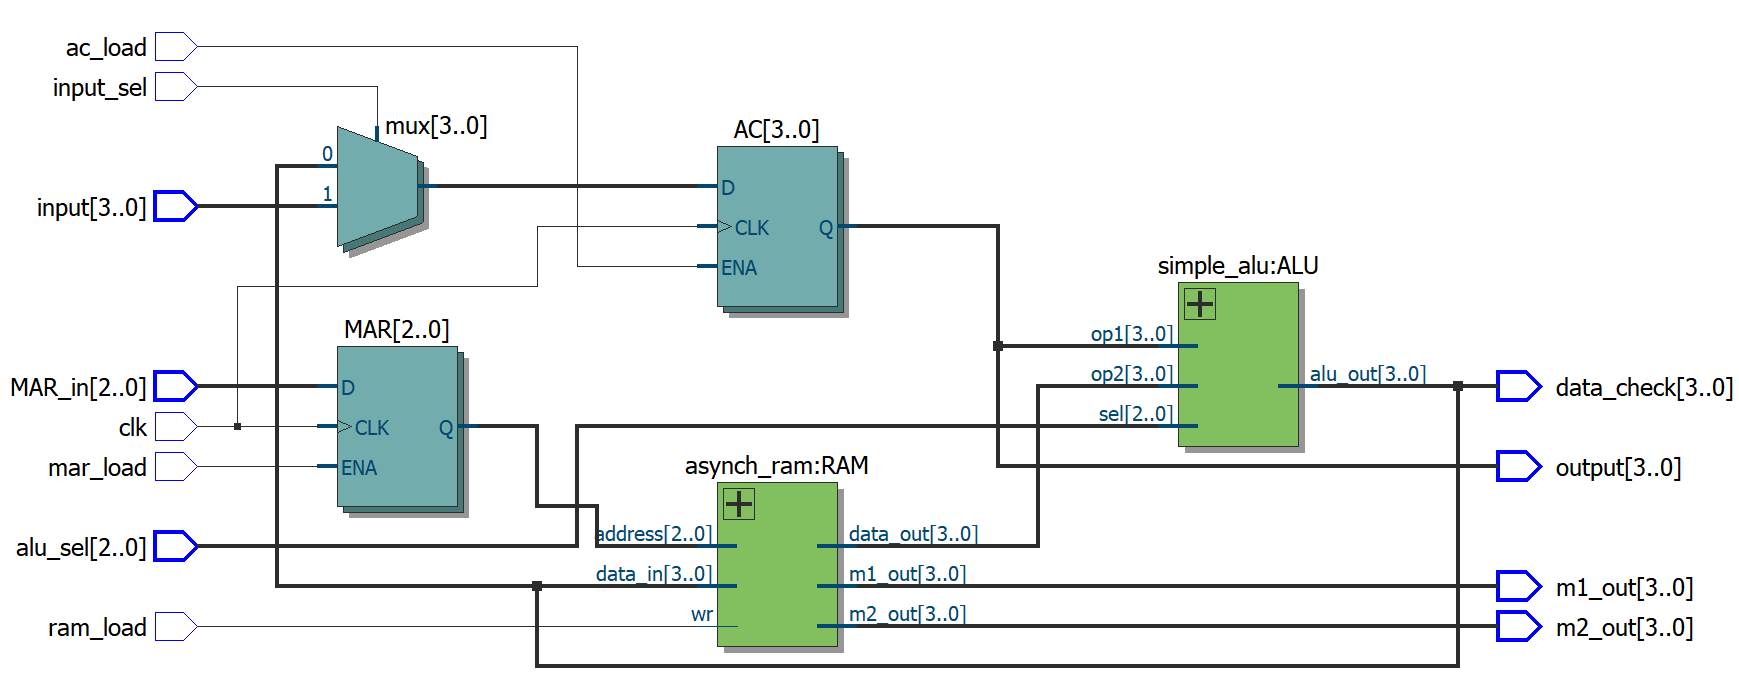 ac_load
input_sel
mux[3..0]
0
1
input[3..0]
AC[3..0]
D
CLK
ENA
Q
simple_alu:ALU
op1[3..0]
op2[3..0]
sel[2..0]
alu_out[3..0]
data_check[3..0]
output[3..0]
MAR[2..0]
MAR_in[2..0]
D
clk
CLK
Q
mar_load
ENA
asynch_ram:RAM
alu_sel[2..0]
address[2..0]
data_out[3..0]
data_in[3..0]
m1_out[3..0]
m1_out[3..0]
ram_load
wr
m2_out[3..0]
m2_out[3..0]